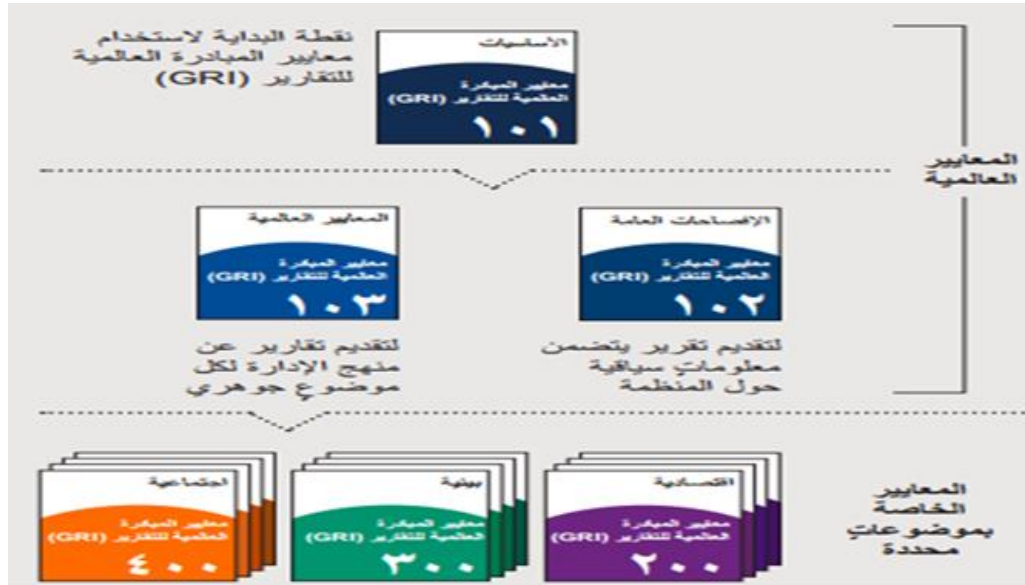 نقطة البداية لاستخدام
معايير المبادرة العالمية
للتقارير (GRI)
الأساسيات
معايير المبادرة
العالمية للتقارير (GRI)
١٠١
المعايير
العالمية
الإفصاحات العامة
معايير المبادرة
العالمية للتقارير (GRI)
١٠٢
لتقديم تقرير يتضمن
معلوماتٍ سياقية
حول المنظمة
المعايير العالمية
معايير المبادرة
العالمية للتقارير (GRI)
١٠٣
لتقديم تقارير عن
منهج الإدارة لكل
موضوعٍ جوهري
المعايير
الخاصة
بموضوعاتٍ
محددة
اقتصادية
معايير المبادرة
العالمية للتقارير (GRI)
٢٠٠
بيئية
معايير المبادرة
العالمية للتقارير (GRI)
٣٠٠
اجتماعية
معايير المبادرة
العالمية للتقارير (GRI)
٤٠٠